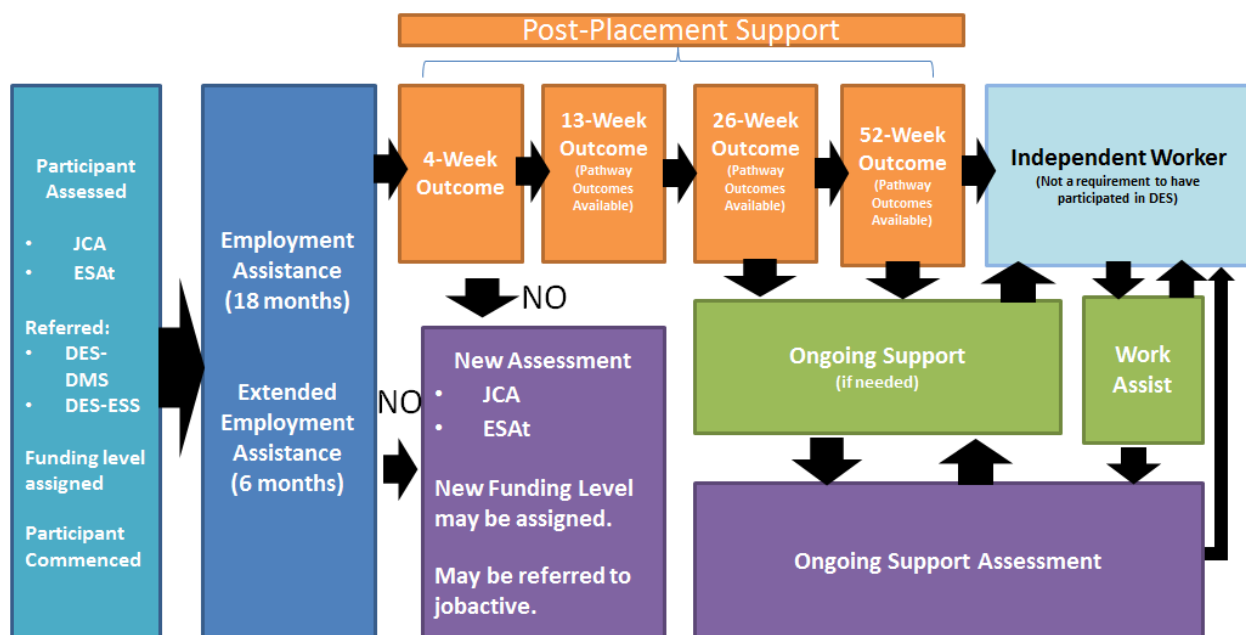 Post-Placement Support
Participant
Assessed
• JCA
• ESAt
Referred:
• DES-
DMS
• DES-ESS
Funding level
assigned
Participant
Commenced
Employment
Assistance
(18 months)
Extended
Employment
Assistance
(6 months)
4-Week
Outcome
13-Week
Outcome
(Pathway
Outcomes
Available)
26-Week
Outcome
(Pathway
Outcomes
Available)
52-Week
Outcome
(Pathway
Outcomes
Available)
Independent Worker
(Not a requirement to have
participated in DES)
NO
NO
New Assessment
• JCA
• ESAt
New Funding Level
may be assigned.
May be referred to
jobactive.
Ongoing Support
(if needed)
Work
Assist
Ongoing Support Assessment